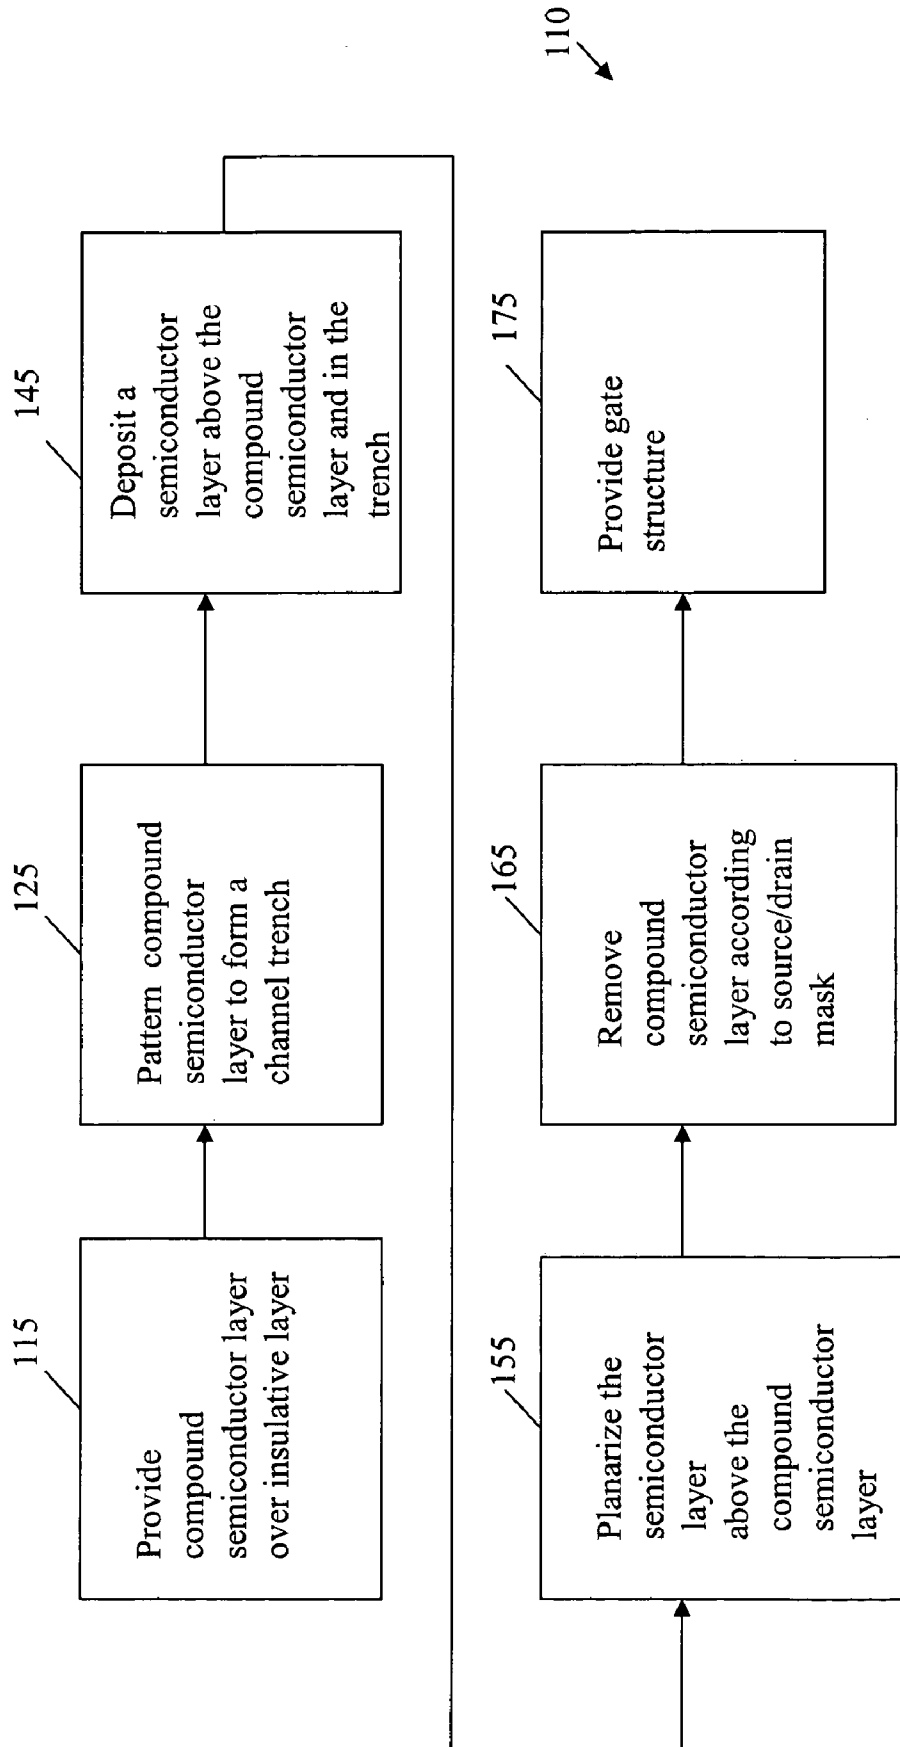 115
Provide
compound
semiconductor layer
over insulative layer
125
Pattern compound
semiconductor
layer to form a
channel trench
145
Deposit a
semiconductor
layer above the
compound
semiconductor
layer and in the
trench
155
Planarize the
semiconductor
layer
above the
compound
semiconductor
layer
165
Remove
compound
semiconductor
layer according
to source/drain
mask
175
Provide gate
structure
110